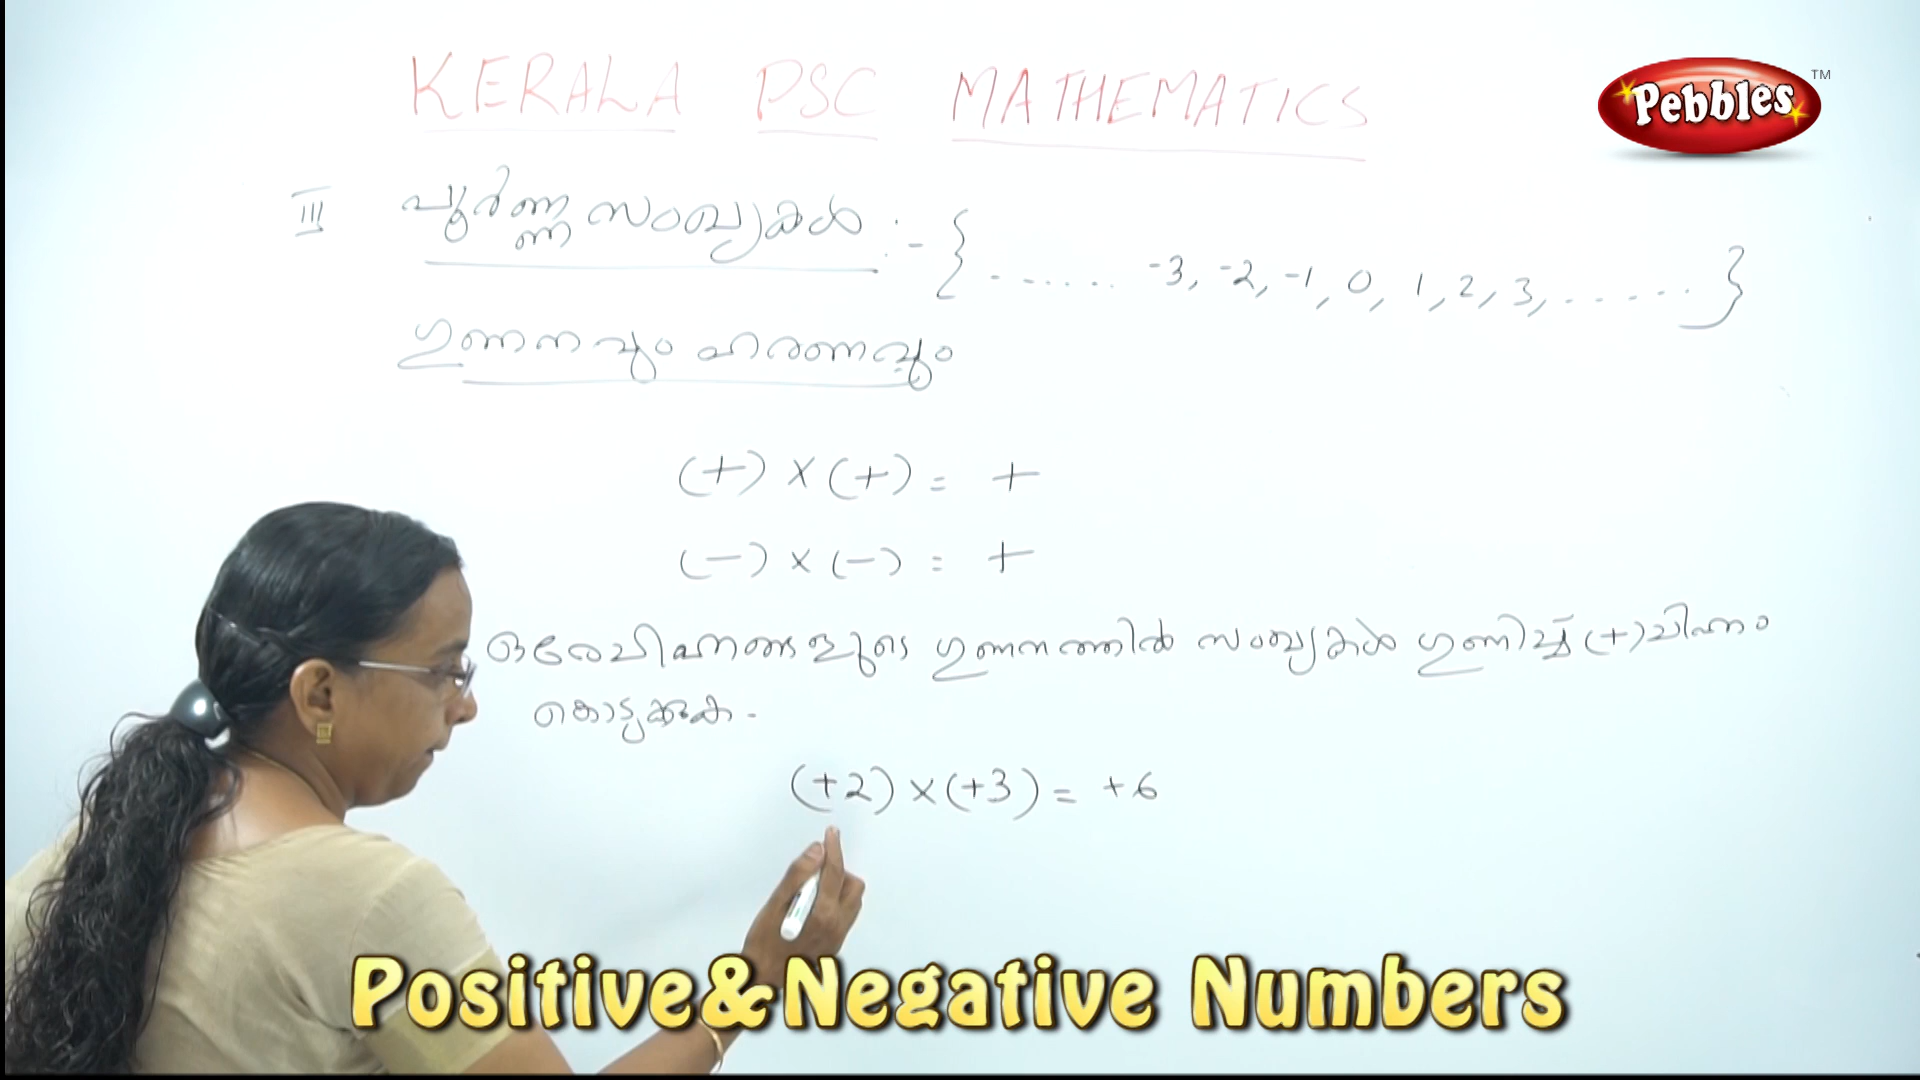 KERALA PSC MATHEMATICS
Pebbles TM
III പൂർണ്ണസംഖ്യകൾ :- { ...... -3, -2, -1, 0, 1, 2, 3, ...... }
ഗുണനവും ഹരണവും
(+) × (+) = +
(-) × (-) = +
ഒരേ ചിഹ്നങ്ങളുടെ ഗുണനത്തിൽ സംഖ്യകൾ ഗുണിച്ച് (+) ചിഹ്നം
കൊടുക്കുക.
(+2) × (+3) = +6
Positive&Negative Numbers